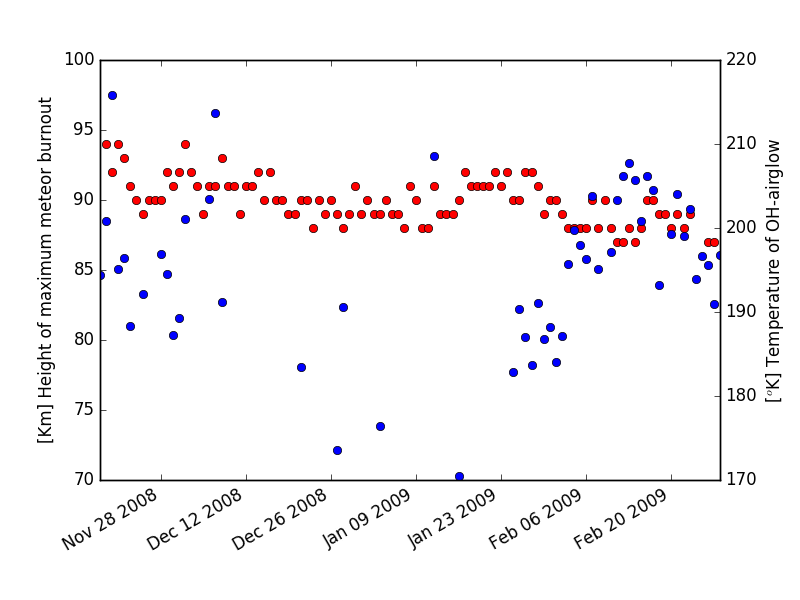 100
95
90
85
80
75
70
[Km] Height of maximum meteor burnout
220
210
200
190
180
170
[°K] Temperature of OH-airglow
Nov 28 2008
Dec 12 2008
Dec 26 2008
Jan 09 2009
Jan 23 2009
Feb 06 2009
Feb 20 2009